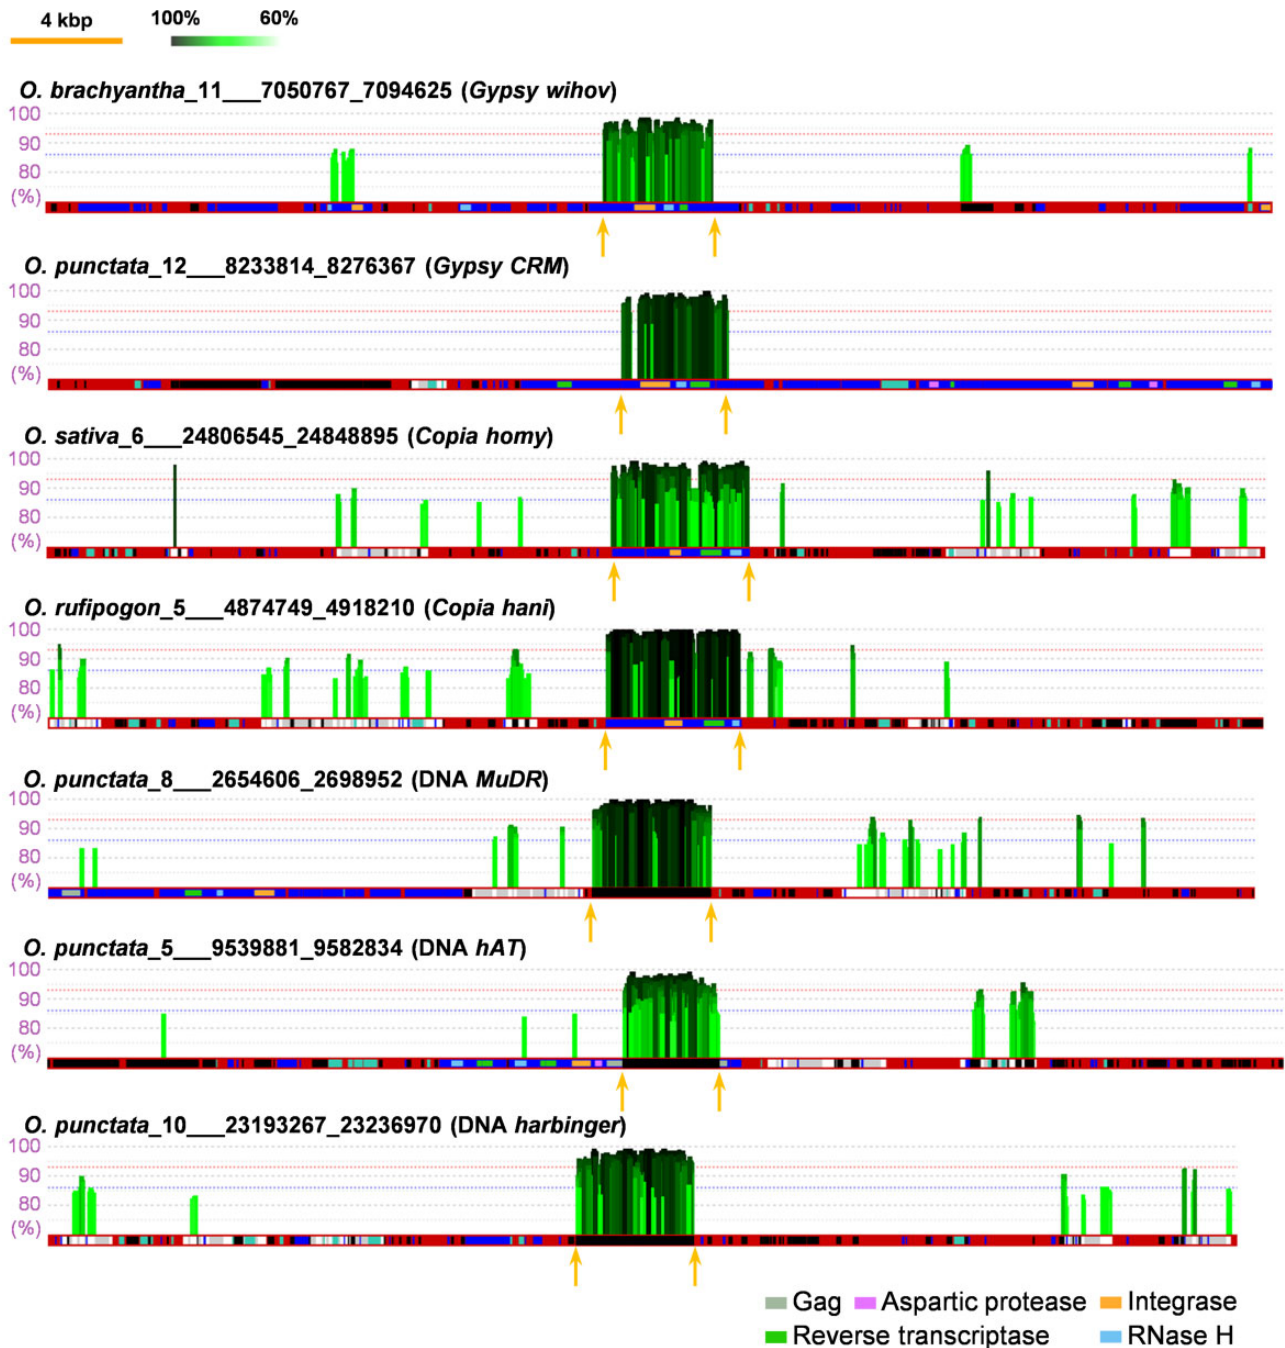 4 kbp 100% 60%
O. brachyantha_11___7050767_7094625 (Gypsy wihov)
100
90
80
(%)
O. punctata_12___8233814_8276367 (Gypsy CRM)
100
90
80
(%)
O. sativa_6___24806545_24848895 (Copia homy)
100
90
80
(%)
O. rufipogon_5___4874749_4918210 (Copia hani)
100
90
80
(%)
O. punctata_8___2654606_2698952 (DNA MuDR)
100
90
80
(%)
O. punctata_5___9539881_9582834 (DNA hAT)
100
90
80
(%)
O. punctata_10___23193267_23236970 (DNA harbinger)
100
90
80
(%)
Gag Aspartic protease Integrase
Reverse transcriptase RNase H